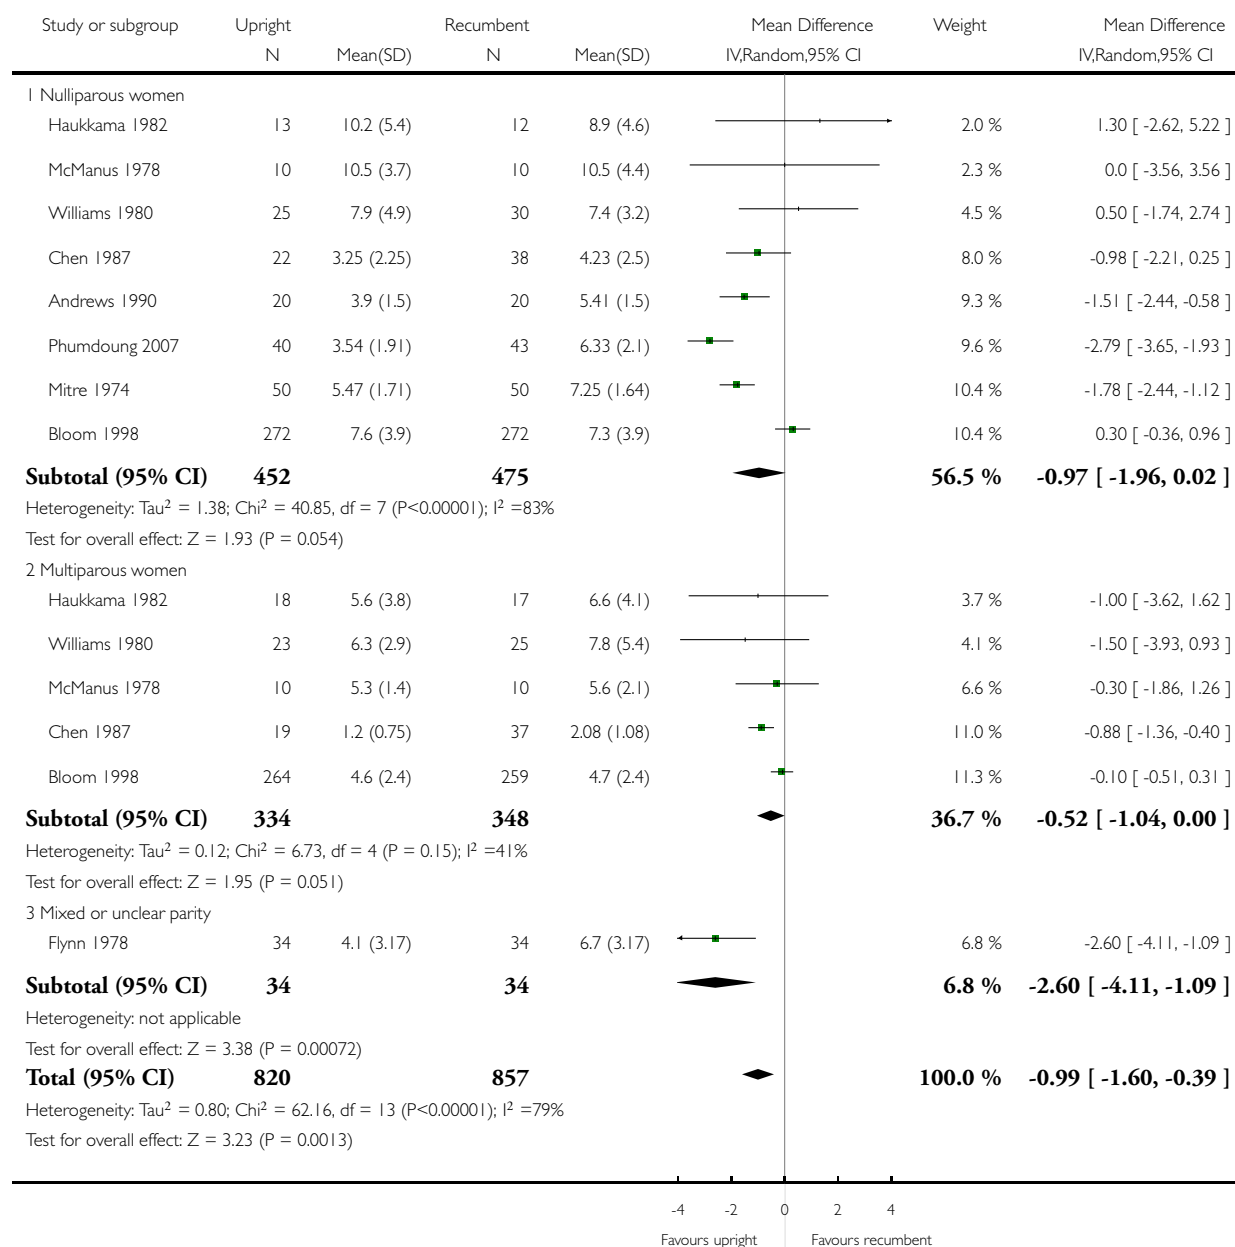 Study or subgroup Upright Recumbent Mean Difference Weight Mean Difference
N Mean(SD) N Mean(SD) IV,Random,95% CI IV,Random,95% CI
1 Nulliparous women
Haukkama 1982 13 10.2 (5.4) 12 8.9 (4.6) 2.0 % 1.30 [ -2.62, 5.22 ]
McManus 1978 10 10.5 (3.7) 10 10.5 (4.4) 2.3 % 0.0 [ -3.56, 3.56 ]
Williams 1980 25 7.9 (4.9) 30 7.4 (3.2) 4.5 % 0.50 [ -1.74, 2.74 ]
Chen 1987 22 3.25 (2.25) 38 4.23 (2.5) 8.0 % -0.98 [ -2.21, 0.25 ]
Andrews 1990 20 3.9 (1.5) 20 5.41 (1.5) 9.3 % -1.51 [ -2.44, -0.58 ]
Phumdoung 2007 40 3.54 (1.91) 43 6.33 (2.1) 9.6 % -2.79 [ -3.65, -1.93 ]
Mitre 1974 50 5.47 (1.71) 50 7.25 (1.64) 10.4 % -1.78 [ -2.44, -1.12 ]
Bloom 1998 272 7.6 (3.9) 272 7.3 (3.9) 10.4 % 0.30 [ -0.36, 0.96 ]
Subtotal (95% CI) 452 475 56.5 % -0.97 [ -1.96, 0.02 ]
Heterogeneity: Tau² = 1.38; Chi² = 40.85, df = 7 (P<0.00001); I² =83%
Test for overall effect: Z = 1.93 (P = 0.054)
2 Multiparous women
Haukkama 1982 18 5.6 (3.8) 17 6.6 (4.1) 3.7 % -1.00 [ -3.62, 1.62 ]
Williams 1980 23 6.3 (2.9) 25 7.8 (5.4) 4.1 % -1.50 [ -3.93, 0.93 ]
McManus 1978 10 5.3 (1.4) 10 5.6 (2.1) 6.6 % -0.30 [ -1.86, 1.26 ]
Chen 1987 19 1.2 (0.75) 37 2.08 (1.08) 11.0 % -0.88 [ -1.36, -0.40 ]
Bloom 1998 264 4.6 (2.4) 259 4.7 (2.4) 11.3 % -0.10 [ -0.51, 0.31 ]
Subtotal (95% CI) 334 348 36.7 % -0.52 [ -1.04, 0.00 ]
Heterogeneity: Tau² = 0.12; Chi² = 6.73, df = 4 (P = 0.15); I² =41%
Test for overall effect: Z = 1.95 (P = 0.051)
3 Mixed or unclear parity
Flynn 1978 34 4.1 (3.17) 34 6.7 (3.17) 6.8 % -2.60 [ -4.11, -1.09 ]
Subtotal (95% CI) 34 34 6.8 % -2.60 [ -4.11, -1.09 ]
Heterogeneity: not applicable
Test for overall effect: Z = 3.38 (P = 0.00072)
Total (95% CI) 820 857 100.0 % -0.99 [ -1.60, -0.39 ]
Heterogeneity: Tau² = 0.80; Chi² = 62.16, df = 13 (P<0.00001); I² =79%
Test for overall effect: Z = 3.23 (P = 0.0013)
-4 -2 0 2 4
Favours upright Favours recumbent